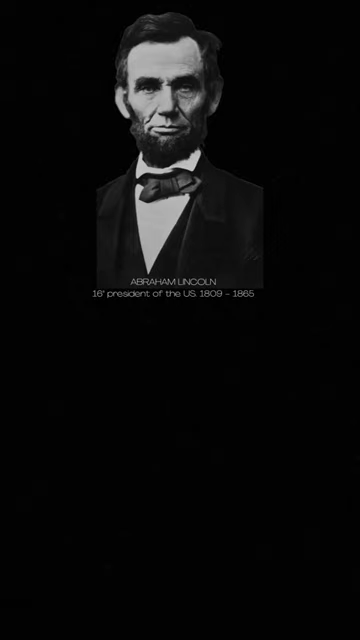 ABRAHAM LINCOLN
16° president of the US. 1809 - 1865